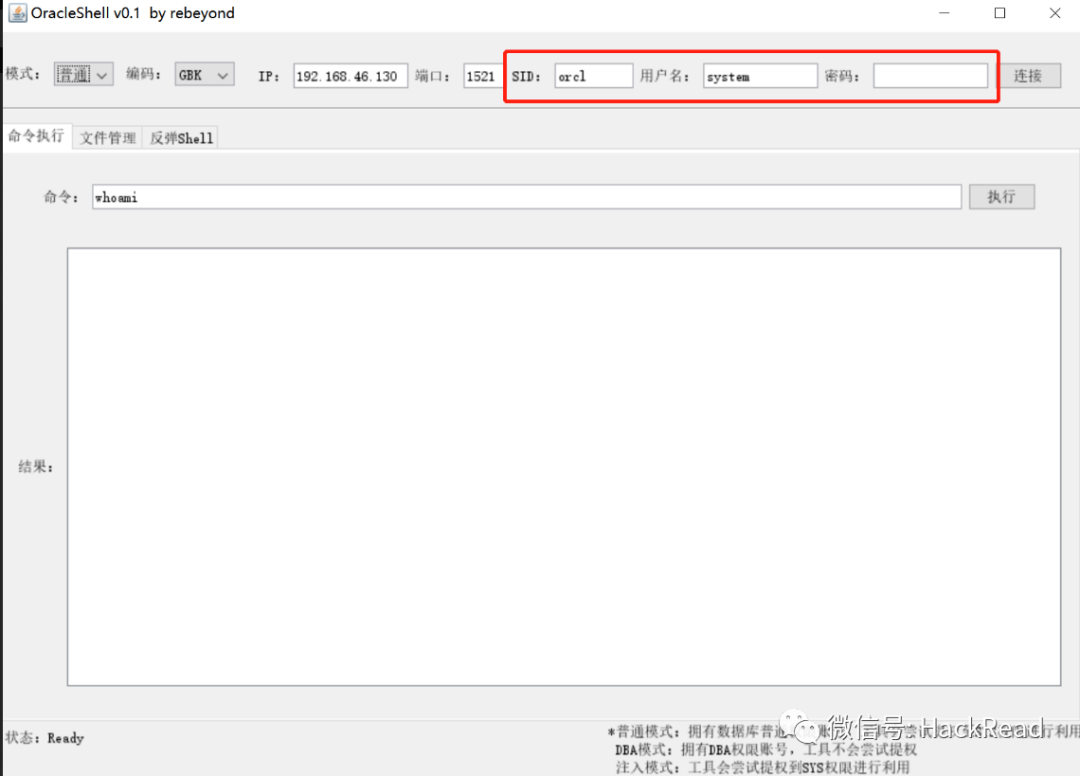 OracleShell v0.1 by rebeyond
模式： 普通 编码： GBK IP： 192.168.46.130 端口： 1521 SID： orcl 用户名： system 密码： 连接
命令执行 文件管理 反弹Shell
命令： whoami 执行
结果：
状态：Ready
*普通模式：拥有数据库普通 行利用
微信号: HackRead
DBA模式：拥有DBA权限账号，工具不会尝试提权
注入模式：工具会尝试提权到SYS权限进行利用